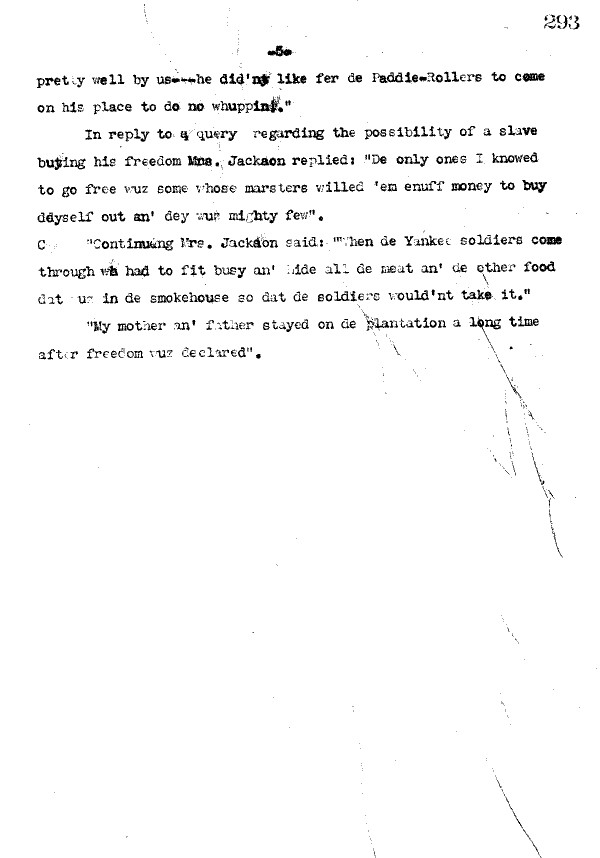 293
-5-
pretty well by us---he did'nt like fer de Paddie-Rollers to come
on his place to do no whuppin'."
In reply to a query regarding the possibility of a slave
buying his freedom Mrs. Jackson replied: "De only ones I knowed
to go free wuz some whose marsters willed 'em enuff money to buy
deyself out an' dey wuz mighty few".
C "Continuing Mrs. Jackson said: "When de Yankee soldiers come
through we had to fit busy an' hide all de meat an' de other food
dat uz in de smokehouse so dat de soldiers would'nt take it."
"My mother an' father stayed on de plantation a long time
after freedom wuz declared".